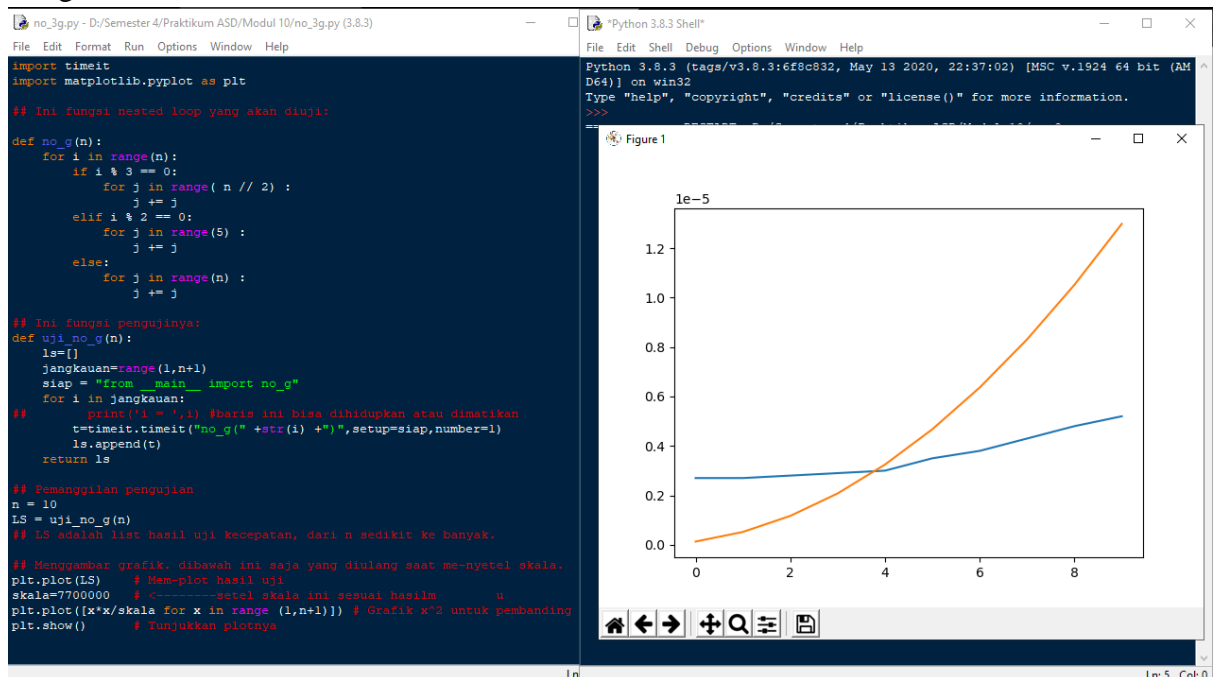 no_3g.py - D:/Semester 4/Praktikum ASD/Modul 10/no_3g.py (3.8.3)
File Edit Format Run Options Window Help
import timeit
import matplotlib.pyplot as plt
## Ini fungsi nested loop yang akan diuji:
def no_g(n):
    for i in range(n):
        if i % 3 == 0:
            for j in range( n // 2) :
                j += j
        elif i % 2 == 0:
            for j in range(5) :
                j += j
        else:
            for j in range(n) :
                j += j
## Ini fungsi pengujinya:
def uji_no_g(n):
    ls=[]
    jangkauan=range(1,n+1)
    siap = "from __main__ import no_g"
    for i in jangkauan:
##        print('i = ',i) #baris ini bisa dihidupkan atau dimatikan
        t=timeit.timeit("no_g(" +str(i) +")",setup=siap,number=1)
        ls.append(t)
    return ls
## Pemanggilan pengujian
n = 10
LS = uji_no_g(n)
## LS adalah list hasil uji kecepatan, dari n sedikit ke banyak.
## Menggambar grafik. dibawah ini saja yang diulang saat me-nyetel skala.
plt.plot(LS)    # Mem-plot hasil uji
skala=7700000   # <--------setel skala ini sesuai hasilm u
plt.plot([x*x/skala for x in range (1,n+1)]) # Grafik x^2 untuk pembanding
plt.show()      # Tunjukkan plotnya
*Python 3.8.3 Shell*
File Edit Shell Debug Options Window Help
Python 3.8.3 (tags/v3.8.3:6f8c832, May 13 2020, 22:37:02) [MSC v.1924 64 bit (AM
D64)] on win32
Type "help", "copyright", "credits" or "license()" for more information.
>>>
Figure 1
1e−5
1.2
1.0
0.8
0.6
0.4
0.2
0.0
0 2 4 6 8
Ln: 5 Col: 0